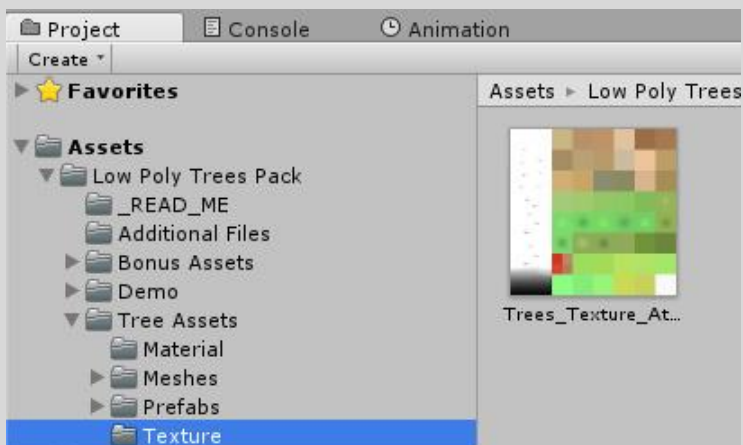 Project Console Animation
Create
Favorites
Assets ▸ Low Poly Trees
Assets
Low Poly Trees Pack
_READ_ME
Additional Files
Bonus Assets
Demo
Tree Assets
Material
Meshes
Prefabs
Texture
Trees_Texture_At...